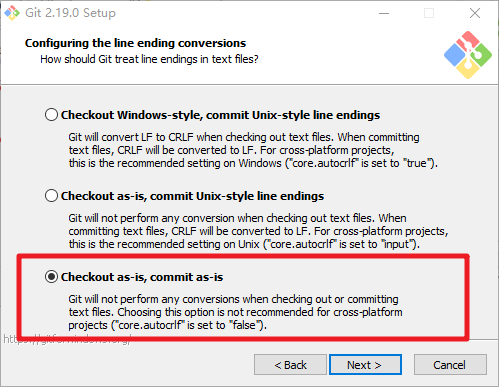 Git 2.19.0 Setup
Configuring the line ending conversions
How should Git treat line endings in text files?
Checkout Windows-style, commit Unix-style line endings
Git will convert LF to CRLF when checking out text files. When committing
text files, CRLF will be converted to LF. For cross-platform projects,
this is the recommended setting on Windows ("core.autocrlf" is set to "true").
Checkout as-is, commit Unix-style line endings
Git will not perform any conversion when checking out text files. When
committing text files, CRLF will be converted to LF. For cross-platform projects,
this is the recommended setting on Unix ("core.autocrlf" is set to "input").
Checkout as-is, commit as-is
Git will not perform any conversions when checking out or committing
text files. Choosing this option is not recommended for cross-platform
projects ("core.autocrlf" is set to "false").
https://gitforwindows.org/
< Back
Next >
Cancel